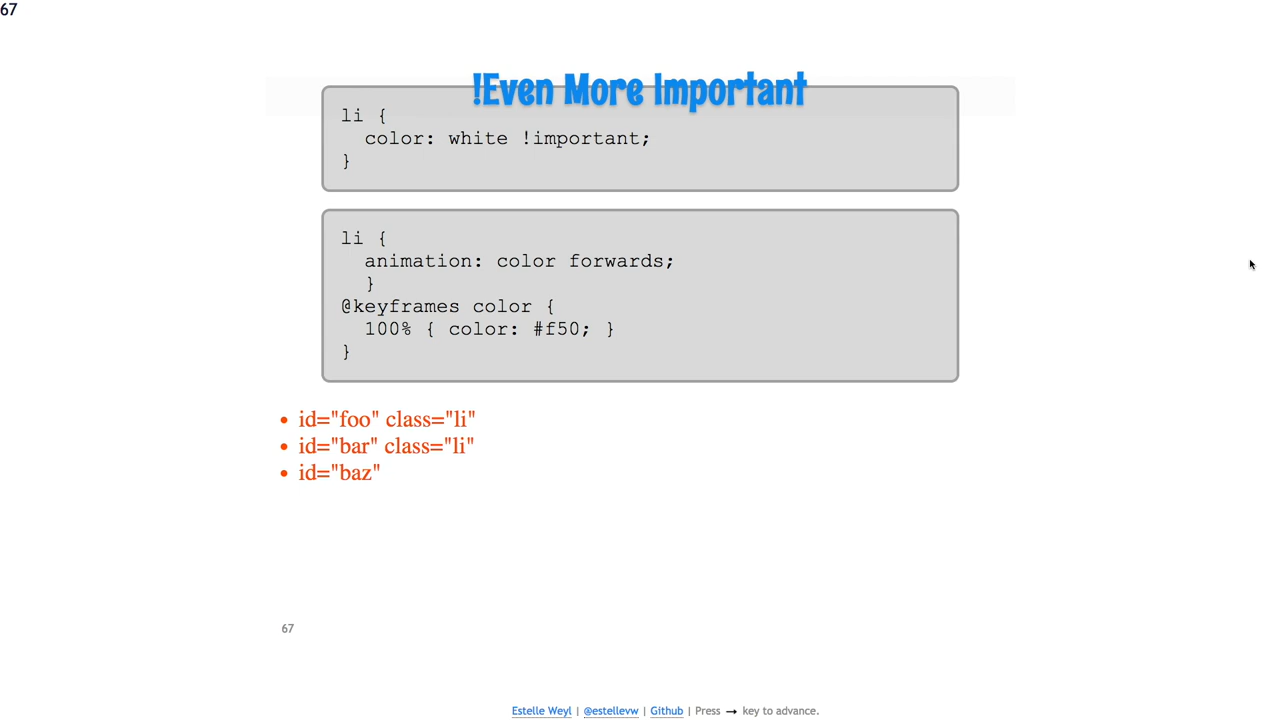 67
!Even More Important
li {
  color: white !important;
}
li {
  animation: color forwards;
  }
@keyframes color {
  100% { color: #f50; }
}
• id="foo" class="li"
• id="bar" class="li"
• id="baz"
67
Estelle Weyl | @estellevw | Github | Press → key to advance.